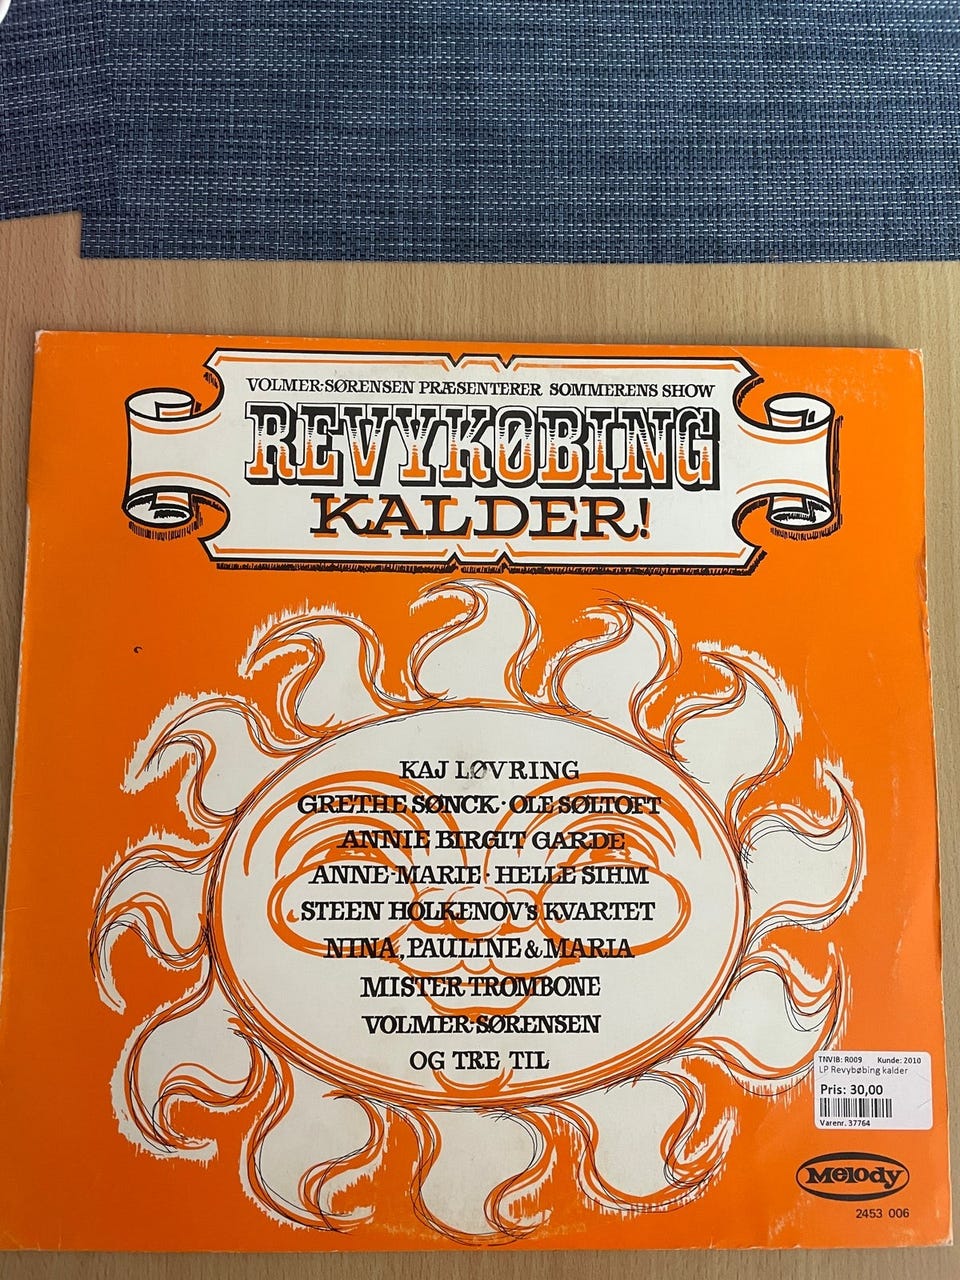 VOLMER-SØRENSEN PRÆSENTERER SOMMERENS SHOW
REVYKØBING
KALDER!
KAJ LØVRING
GRETHE SØNCK · OLE SØLTOFT
ANNIE BIRGIT GARDE
ANNE-MARIE · HELLE SIHM
STEEN HOLKENOV's KVARTET
NINA, PAULINE & MARIA
MISTER TROMBONE
VOLMER-SØRENSEN
OG TRE TIL
TNVIB: R009 Kunde: 2010
LP Revybøbing kalder
Pris: 30,00
Varenr. 37764
Melody
2453 006